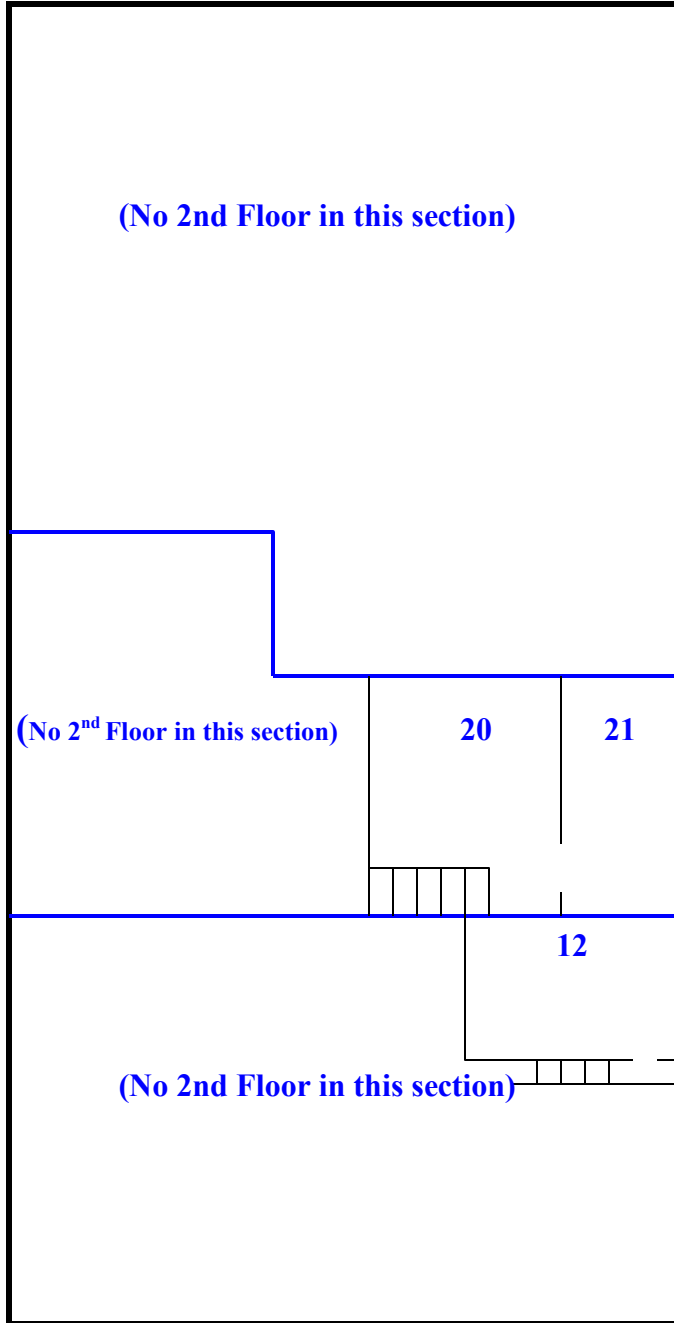 (No 2nd Floor in this section)
(No 2nd Floor in this section)
20
21
12
(No 2nd Floor in this section)